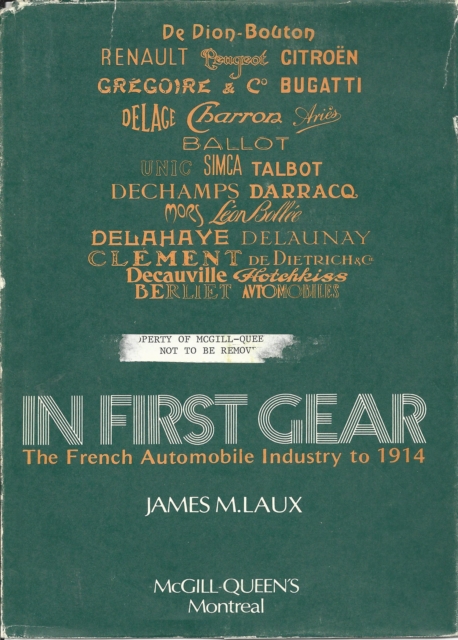 De Dion-Bouton
RENAULT Peugeot CITROËN
GREGOIRE & Cº BUGATTI
DELAGE Charron Ariès
BALLOT
UNIC SIMCA TALBOT
DECHAMPS DARRACQ
MORS Léon Bollée
DELAHAYE DELAUNAY
CLÉMENT DE DIETRICH & Cº
Decauville Hotchkiss
BERLIET AVTOMOBILES
PERTY OF MCGILL-QUEE
NOT TO BE REMOV
IN FIRST GEAR
The French Automobile Industry to 1914
JAMES M.LAUX
McGILL-QUEEN'S
Montreal